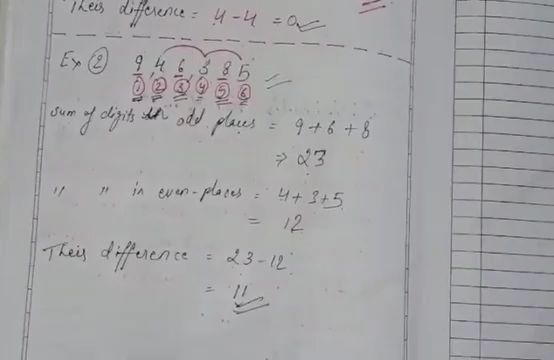 Their difference = 4-4 = 0
Ex (2) 9, 4 6, 3 8 5
1 2 3 4 5 6
Sum of digits in odd places = 9+6+8
⇒ 23
" " in even-places = 4+3+5
= 12
Their difference = 23-12
= 11